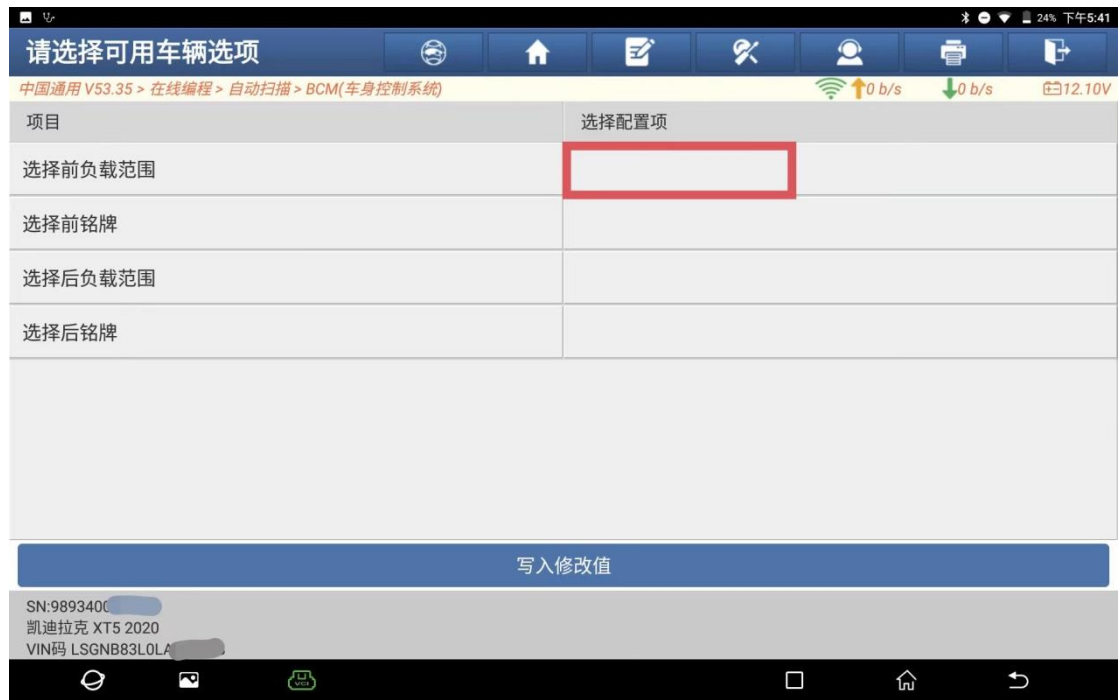 24% 下午5:41
请选择可用车辆选项
中国通用 V53.35 > 在线编程 > 自动扫描 > BCM(车身控制系统)
0 b/s 0 b/s 12.10V
项目 选择配置项
选择前负载范围
选择前铭牌
选择后负载范围
选择后铭牌
写入修改值
SN:9893400
凯迪拉克 XT5 2020
VIN码 LSGNB83L0LA
VCI